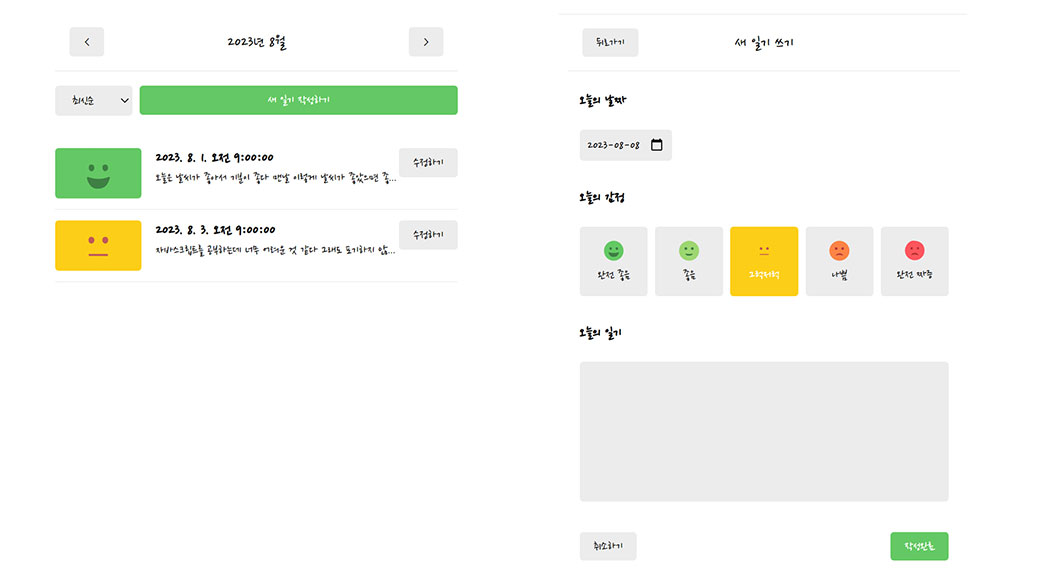 2023년 8월
최신순
새 일기 작성하기
2023. 8. 1. 오전 9:00:00
오늘은 날씨가 좋아서 기분이 좋다 맨날 이렇게 날씨가 좋았으면 좋...
수정하기
2023. 8. 3. 오전 9:00:00
자바스크립트를 공부하는데 너무 어려운 것 같다 그래도 포기하지 않...
수정하기
뒤로가기
새 일기 쓰기
오늘의 날짜
2023-08-08
오늘의 감정
완전 좋음
좋음
그럭저럭
나쁨
완전 짜증
오늘의 일기
취소하기
작성완료